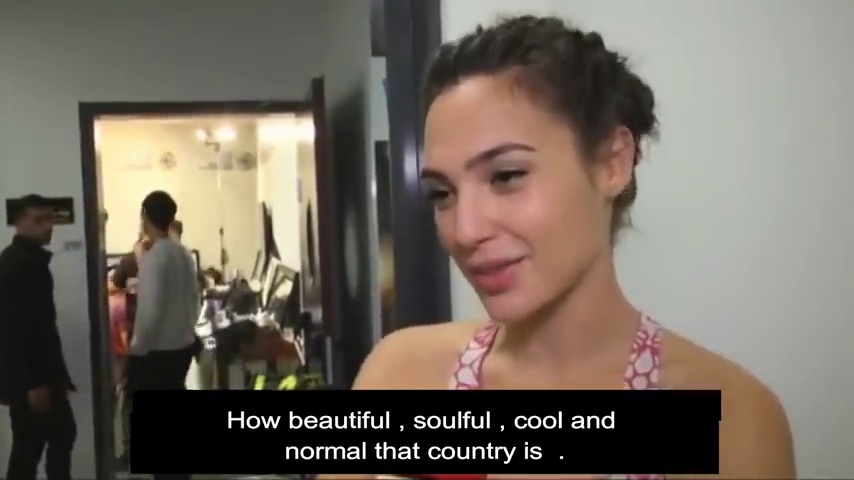 How beautiful , soulful , cool and
normal that country is  .